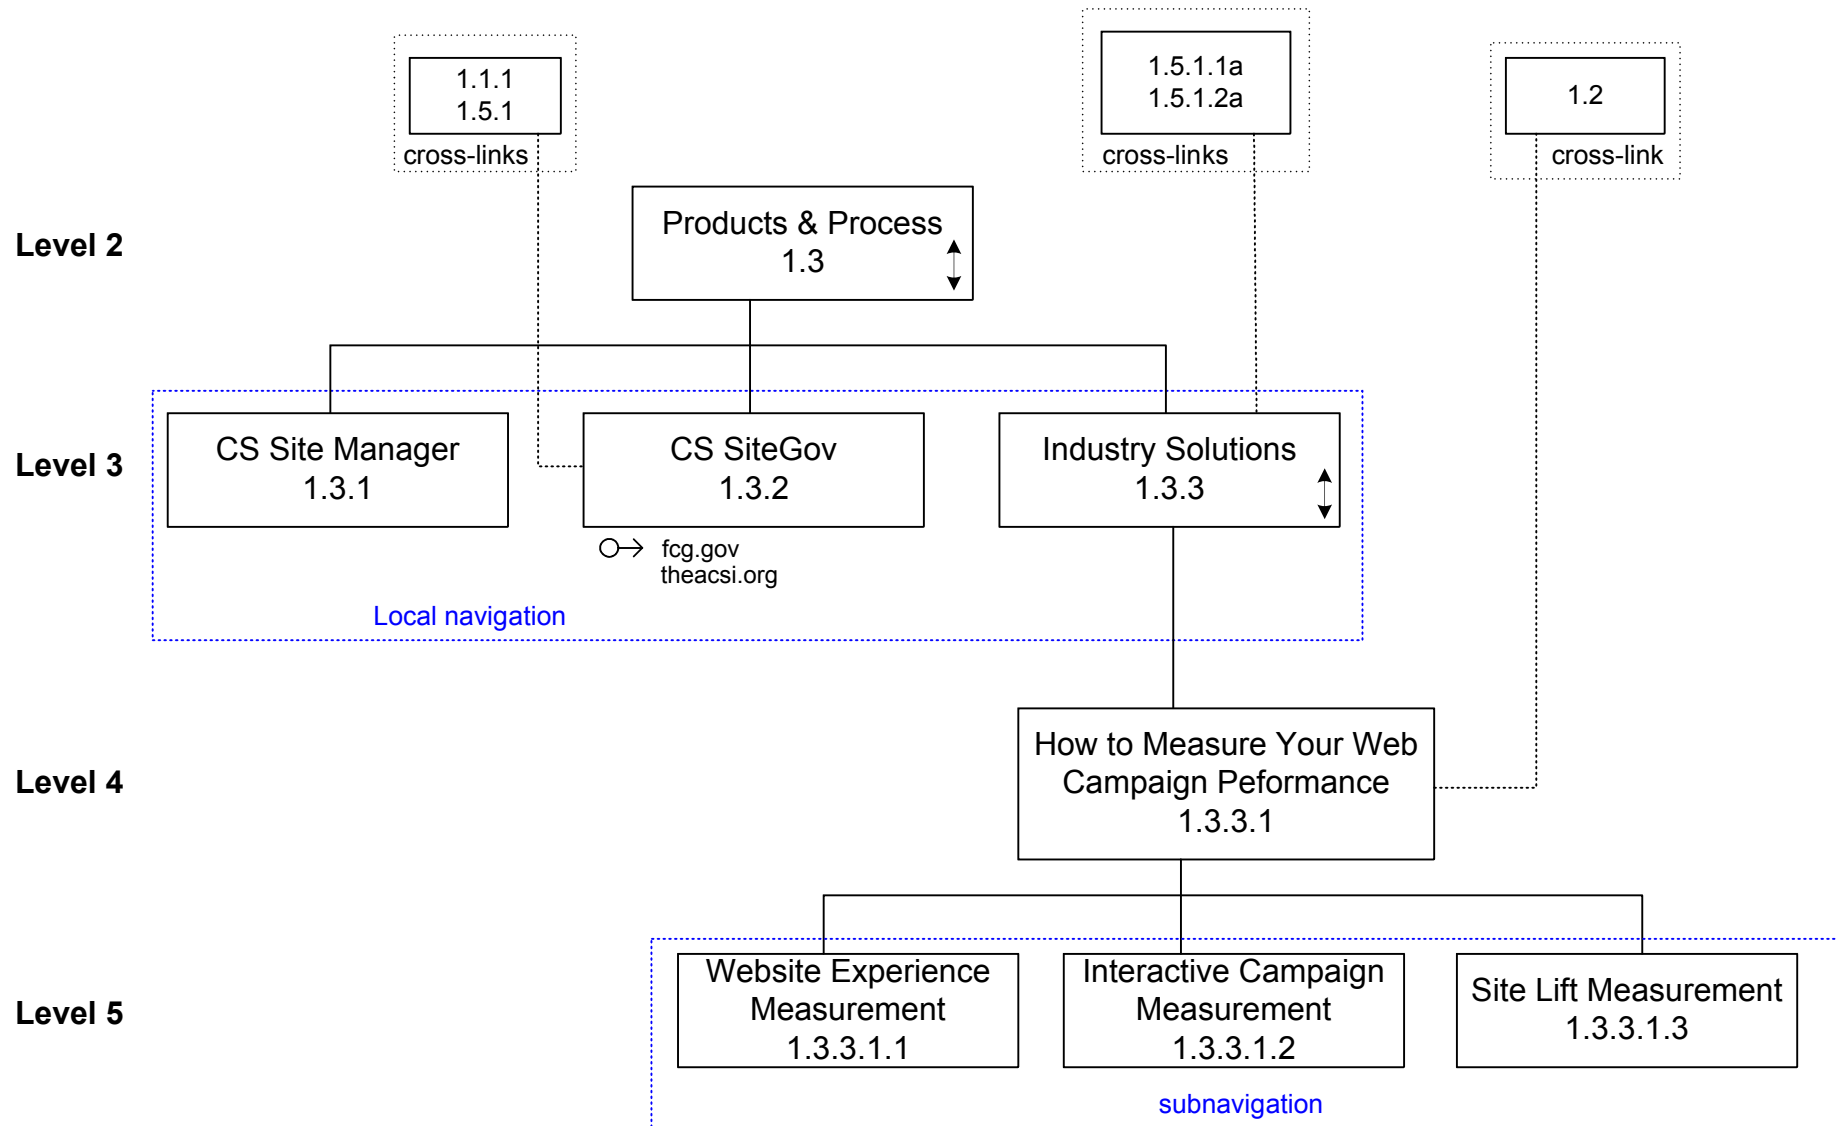 1.1.1
1.5.1
cross-links
1.5.1.1a
1.5.1.2a
cross-links
1.2
cross-link
Level 2
Products & Process
1.3
Level 3
CS Site Manager
1.3.1
CS SiteGov
1.3.2
fcg.gov
theacsi.org
Industry Solutions
1.3.3
Local navigation
Level 4
How to Measure Your Web
Campaign Peformance
1.3.3.1
Level 5
Website Experience
Measurement
1.3.3.1.1
Interactive Campaign
Measurement
1.3.3.1.2
Site Lift Measurement
1.3.3.1.3
subnavigation